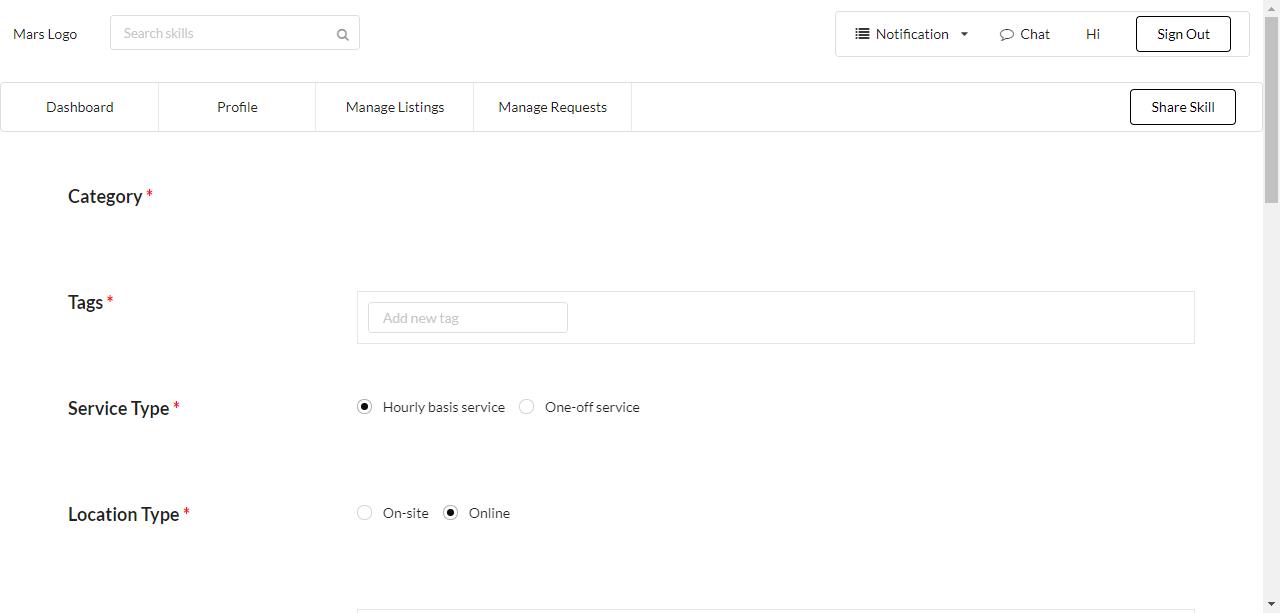 Mars Logo Search skills Notification Chat Hi Sign Out
Dashboard Profile Manage Listings Manage Requests Share Skill
Category *
Tags * Add new tag
Service Type * Hourly basis service One-off service
Location Type * On-site Online